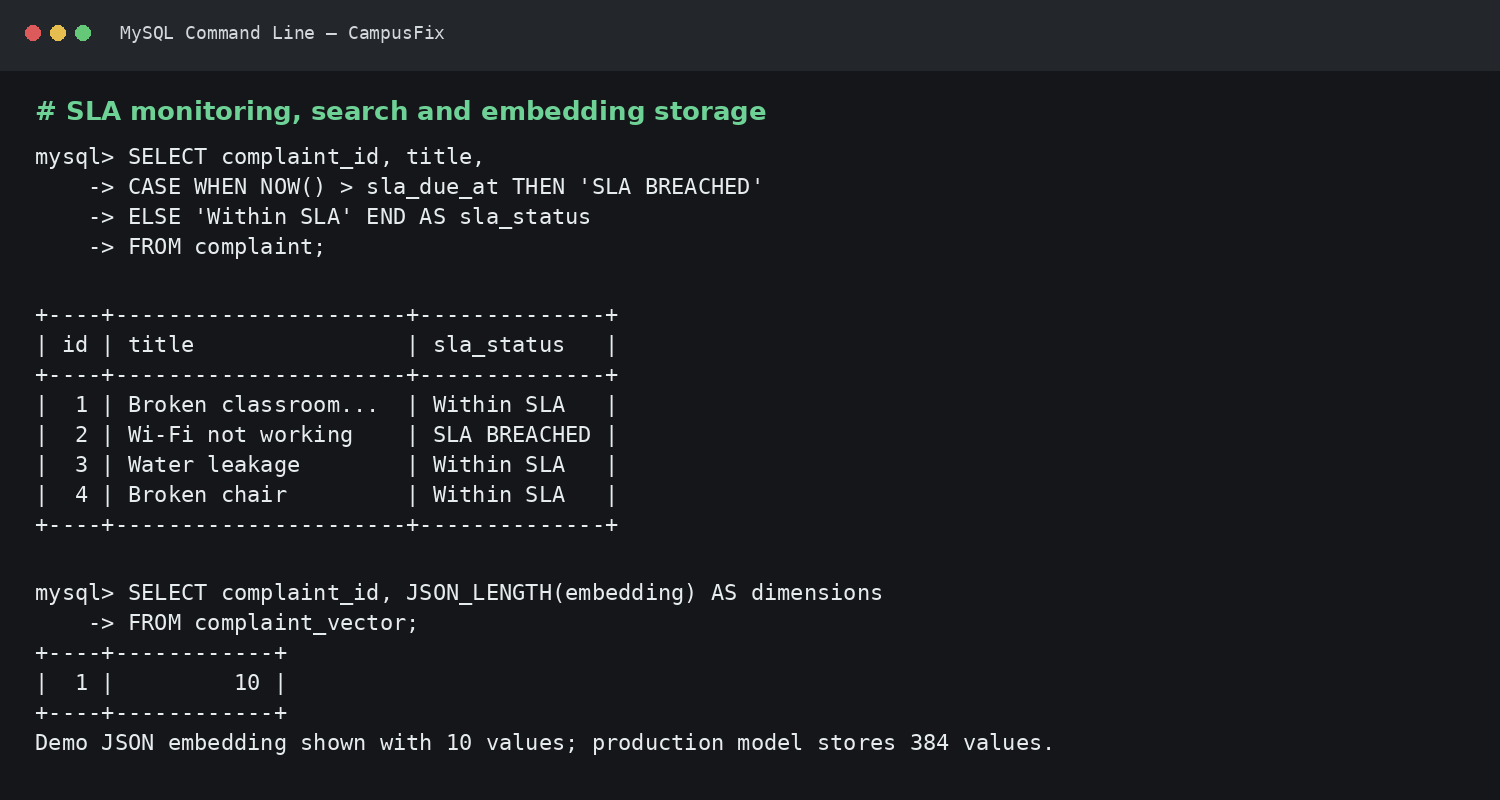 MySQL Command Line — CampusFix
# SLA monitoring, search and embedding storage
mysql> SELECT complaint_id, title,
    -> CASE WHEN NOW() > sla_due_at THEN 'SLA BREACHED'
    -> ELSE 'Within SLA' END AS sla_status
    -> FROM complaint;
+----+----------------------+--------------+
| id | title                | sla_status   |
+----+----------------------+--------------+
|  1 | Broken classroom...  | Within SLA   |
|  2 | Wi-Fi not working    | SLA BREACHED |
|  3 | Water leakage        | Within SLA   |
|  4 | Broken chair         | Within SLA   |
+----+----------------------+--------------+
mysql> SELECT complaint_id, JSON_LENGTH(embedding) AS dimensions
    -> FROM complaint_vector;
+----+------------+
|  1 |         10 |
+----+------------+
Demo JSON embedding shown with 10 values; production model stores 384 values.